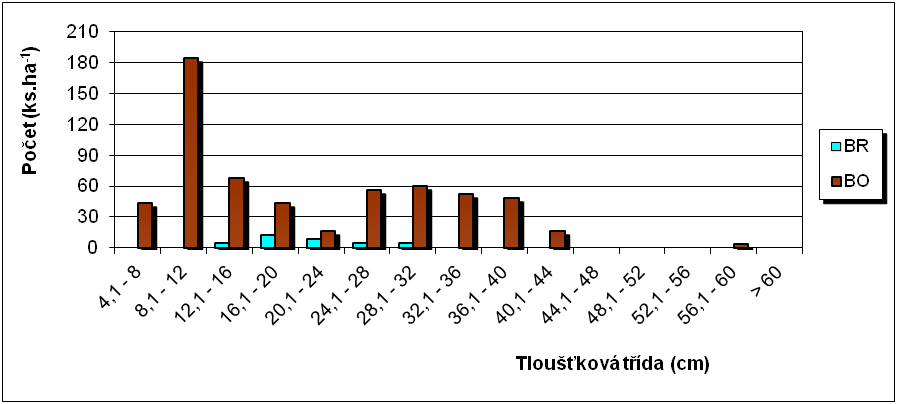 210
180
150
120
90
60
30
0
Počet (ks.ha-1)
BR
BO
4,1 - 8
8,1 - 12
12,1 - 16
16,1 - 20
20,1 - 24
24,1 - 28
28,1 - 32
32,1 - 36
36,1 - 40
40,1 - 44
44,1 - 48
48,1 - 52
52,1 - 56
56,1 - 60
> 60
Tloušťková třída (cm)